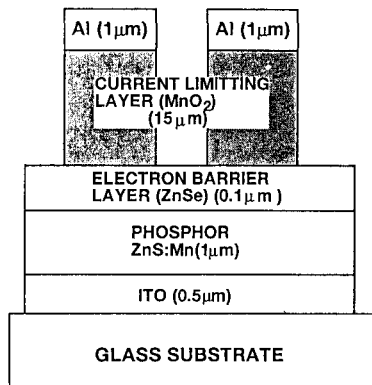 Al (1μm) Al (1μm)
CURRENT LIMITTING
LAYER (MnO2)
(15μm)
ELECTRON BARRIER
LAYER (ZnSe) (0.1μm)
PHOSPHOR
ZnS:Mn(1μm)
ITO (0.5μm)
GLASS SUBSTRATE